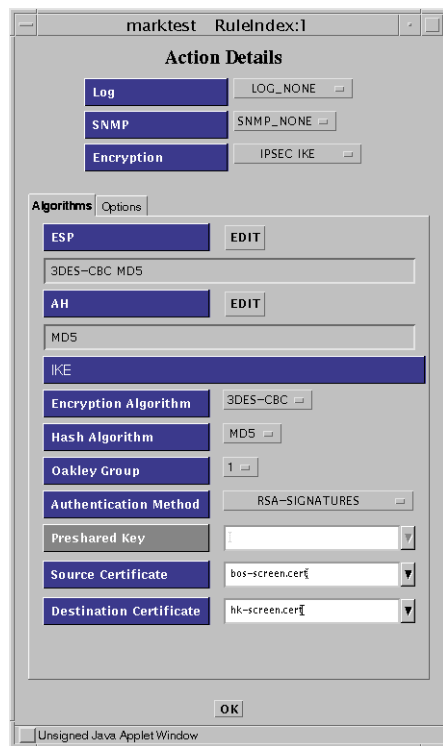 marktest RuleIndex:1
Action Details
Log LOG_NONE
SNMP SNMP_NONE
Encryption IPSEC IKE
Algorithms Options
ESP EDIT
3DES-CBC MD5
AH EDIT
MD5
IKE
Encryption Algorithm 3DES-CBC
Hash Algorithm MD5
Oakley Group 1
Authentication Method RSA-SIGNATURES
Preshared Key
Source Certificate bos-screen.cert
Destination Certificate hk-screen.cert
OK
Unsigned Java Applet Window